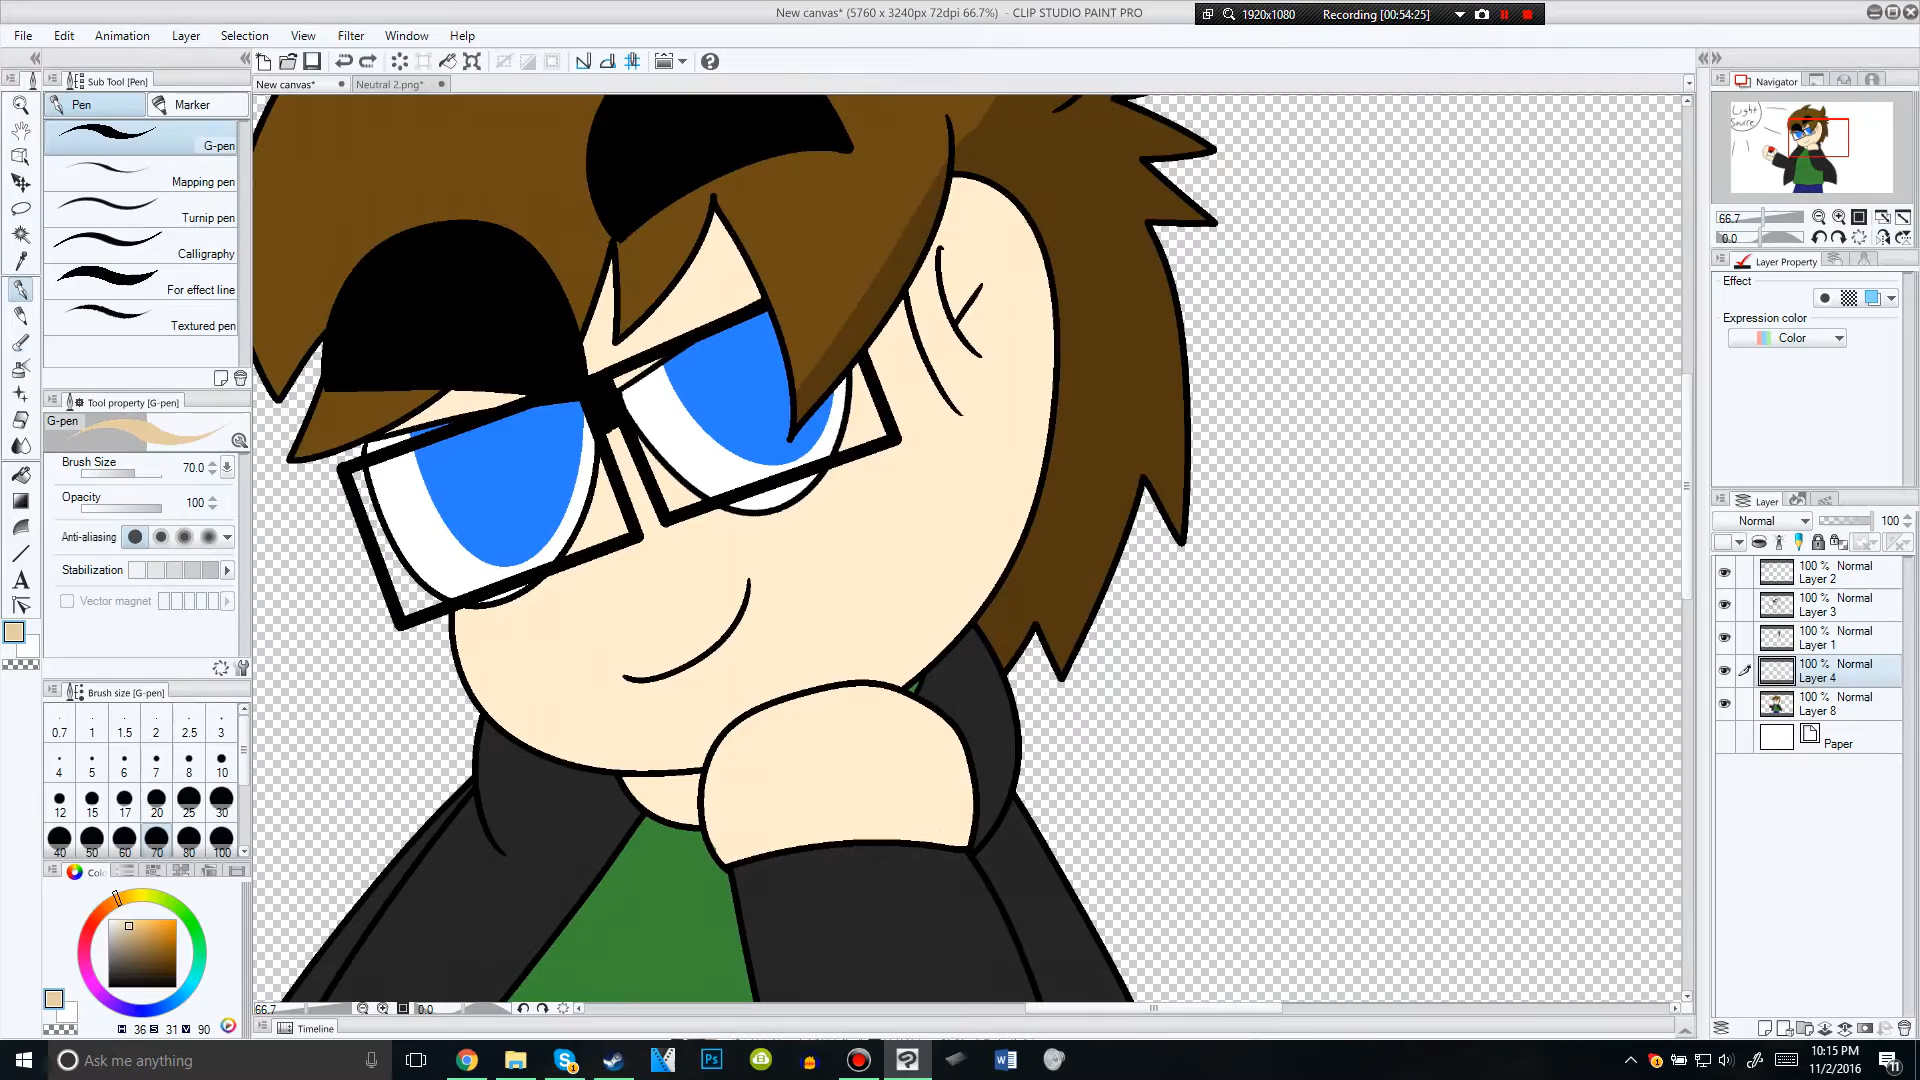 New canvas* (5760 x 3240px 72dpi 66.7%) - CLIP STUDIO PAINT PRO
1920x1080
Recording [00:54:25]
File Edit Animation Layer Selection View Filter Window Help
Sub Tool [Pen]
New canvas*
Neutral 2.png*
Navigator
Pen
Marker
G-pen
Mapping pen
Turnip pen
Calligraphy
For effect line
Textured pen
Tool property [G-pen]
G-pen
Brush Size
70.0
Opacity
100
Anti-aliasing
Stabilization
Vector magnet
Brush size [G-pen]
0.7 1 1.5 2 2.5 3
4 5 6 7 8 10
12 15 17 20 25 30
40 50 60 70 80 100
Colo
H 36 S 31 V 90
66.7
0.0
Timeline
Light
Source
66.7
0.0
Layer Property
Effect
Expression color
Color
Layer
Normal
100
100 % Normal
Layer 2
100 % Normal
Layer 3
100 % Normal
Layer 1
100 % Normal
Layer 4
100 % Normal
Layer 8
Paper
Ask me anything
10:15 PM
11/2/2016